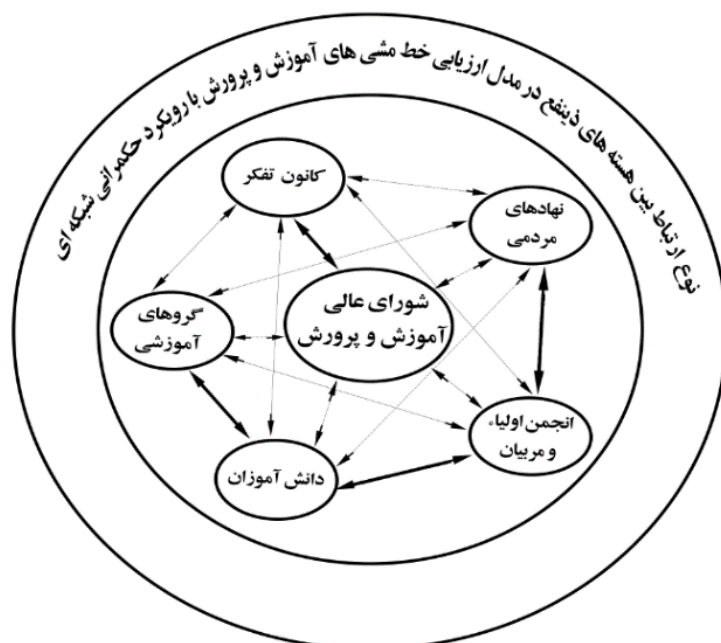 نوع ارتباط بین هسته های ذینفع در مدل ارزیابی خط مشی های آموزش و پرورش با رویکرد حکمرانی شبکه ای
کانون تفکر
نهادهای
مردمی
شورای عالی
آموزش و پرورش
گروهای
آموزشی
انجمن اولیاء
و مربیان
دانش آموزان